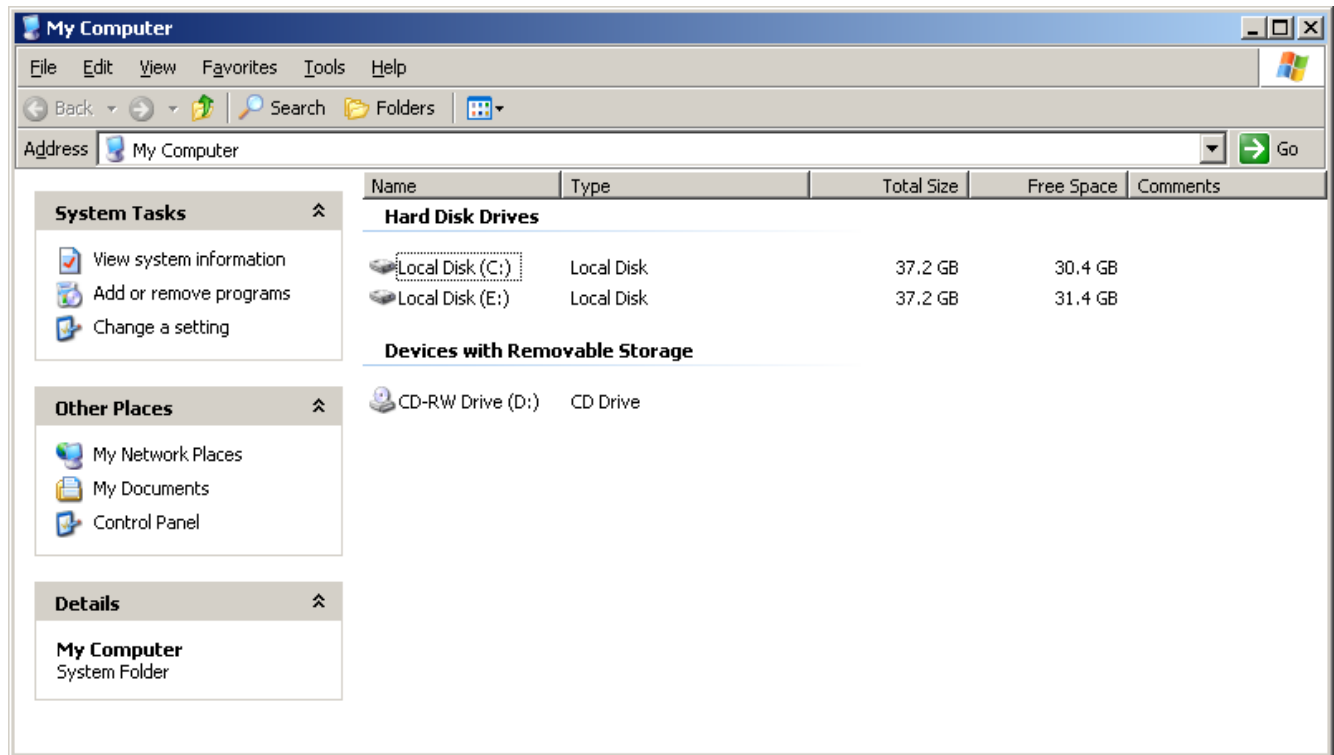 My Computer
File Edit View Favorites Tools Help
Back Search Folders
Address My Computer Go
System Tasks
View system information
Add or remove programs
Change a setting
Other Places
My Network Places
My Documents
Control Panel
Details
My Computer
System Folder
Name Type Total Size Free Space Comments
Hard Disk Drives
Local Disk (C:) Local Disk 37.2 GB 30.4 GB
Local Disk (E:) Local Disk 37.2 GB 31.4 GB
Devices with Removable Storage
CD-RW Drive (D:) CD Drive